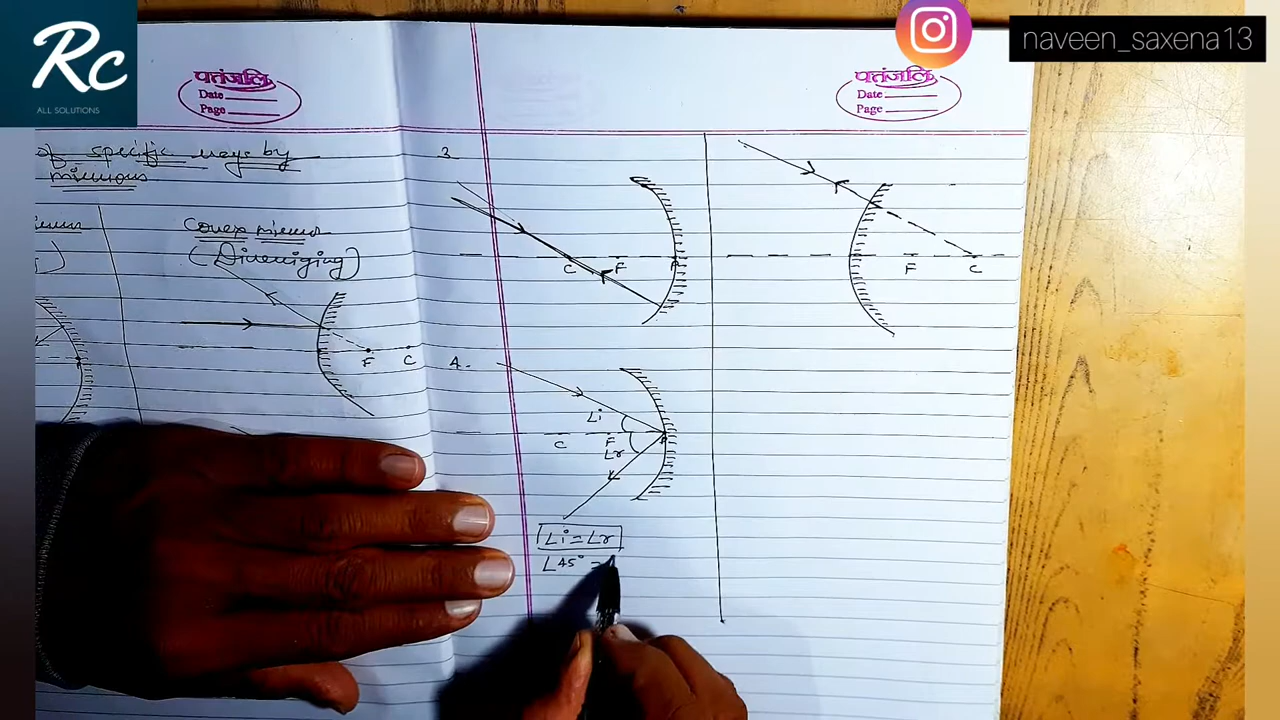 Rc
ALL SOLUTIONS
naveen_saxena13
पतंजलि
Date
Page
पतंजलि
Date
Page
of specific rays by
mirrors
Convex mirror
(Diverging)
F
C
3
C
F
P
F
C
4.
∠i
C
F
P
∠r
∠i = ∠r
∠45° =